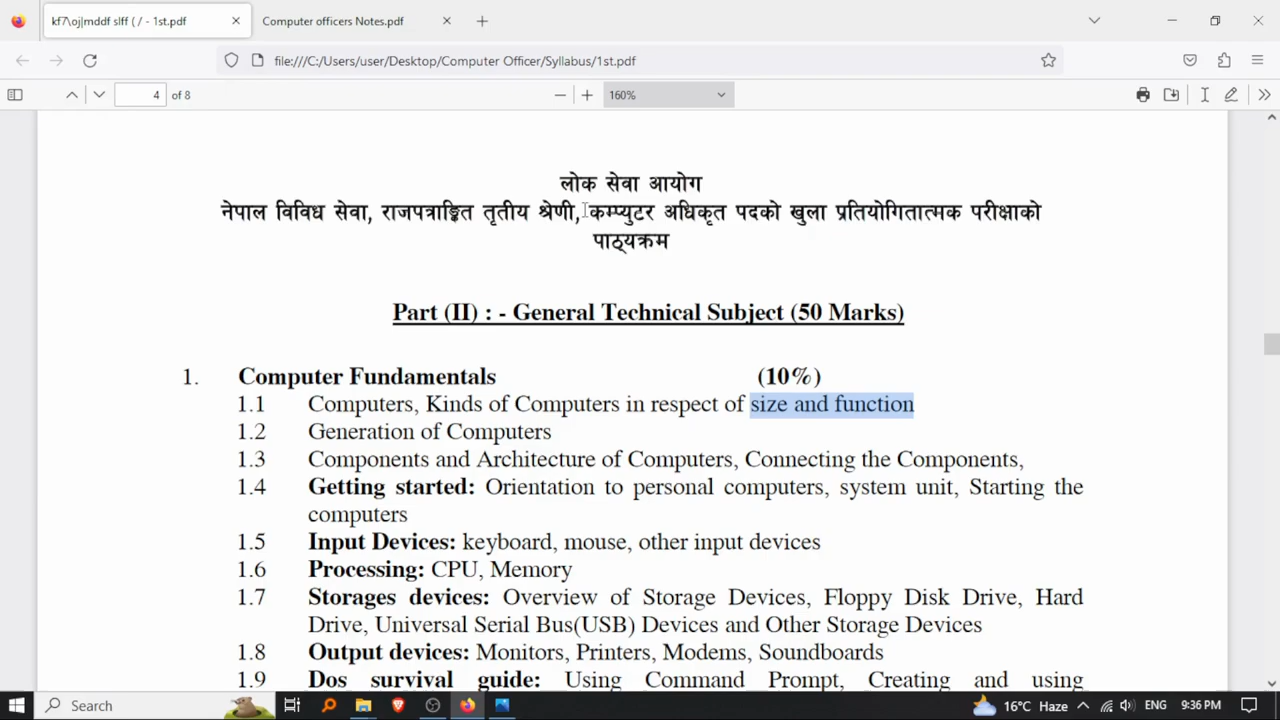 kf7\oj|mddf slff ( / - 1st.pdf
Computer officers Notes.pdf
file:///C:/Users/user/Desktop/Computer Officer/Syllabus/1st.pdf
4 of 8
160%
लोक सेवा आयोग
नेपाल विविध सेवा, राजपत्राङ्कित तृतीय श्रेणी, कम्प्युटर अधिकृत पदको खुला प्रतियोगितात्मक परीक्षाको
पाठ्यक्रम
Part (II) : - General Technical Subject (50 Marks)
1. Computer Fundamentals (10%)
1.1 Computers, Kinds of Computers in respect of size and function
1.2 Generation of Computers
1.3 Components and Architecture of Computers, Connecting the Components,
1.4 Getting started: Orientation to personal computers, system unit, Starting the
computers
1.5 Input Devices: keyboard, mouse, other input devices
1.6 Processing: CPU, Memory
1.7 Storages devices: Overview of Storage Devices, Floppy Disk Drive, Hard
Drive, Universal Serial Bus(USB) Devices and Other Storage Devices
1.8 Output devices: Monitors, Printers, Modems, Soundboards
1.9 Dos survival guide: Using Command Prompt, Creating and using
Search
16°C Haze
ENG
9:36 PM